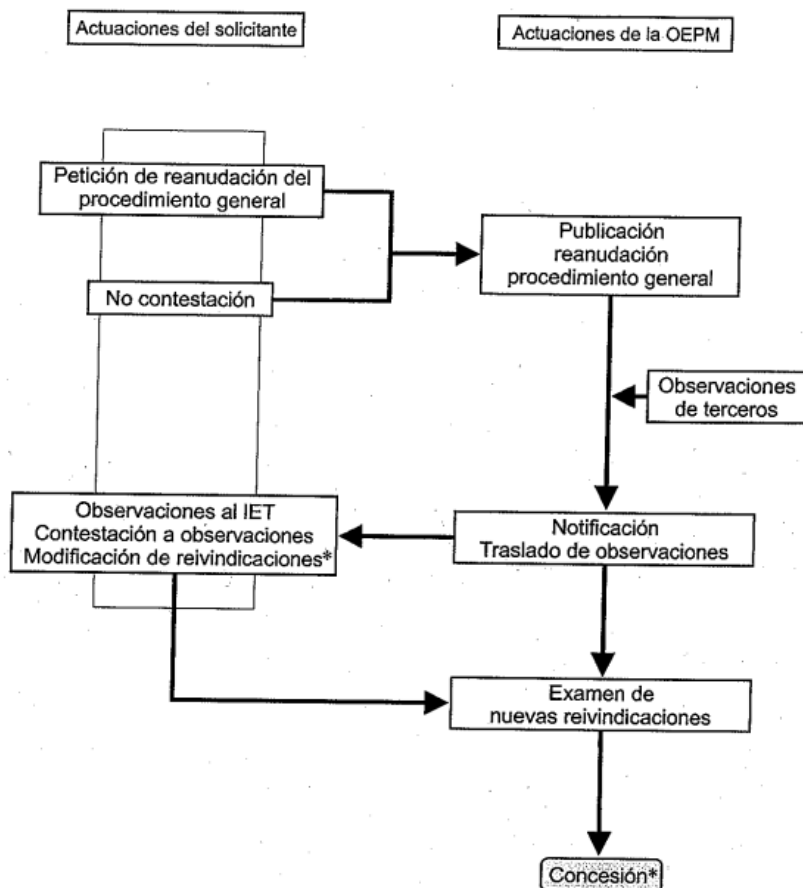 Actuaciones del solicitante
Actuaciones de la OEPM
Petición de reanudación del
procedimiento general
Publicación
reanudación
procedimiento general
No contestación
Observaciones
de terceros
Observaciones al IET
Contestación a observaciones
Modificación de reivindicaciones*
Notificación
Traslado de observaciones
Examen de
nuevas reivindicaciones
Concesión*